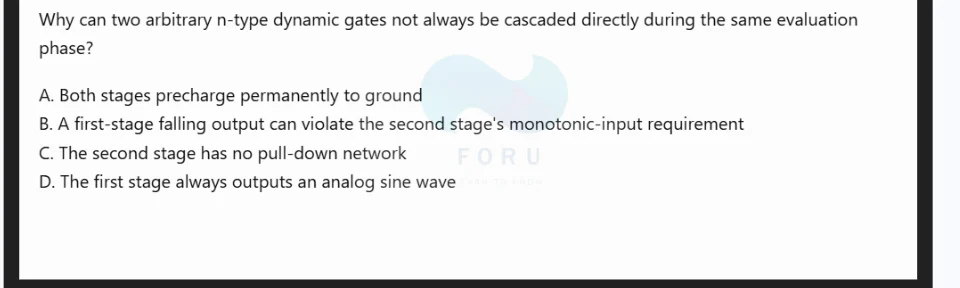 Why can two arbitrary n-type dynamic gates not always be cascaded directly during the same evaluation
phase?
A. Both stages precharge permanently to ground
B. A first-stage falling output can violate the second stage's monotonic-input requirement
C. The second stage has no pull-down network
FORU
D. The first stage always outputs an analog sine wave